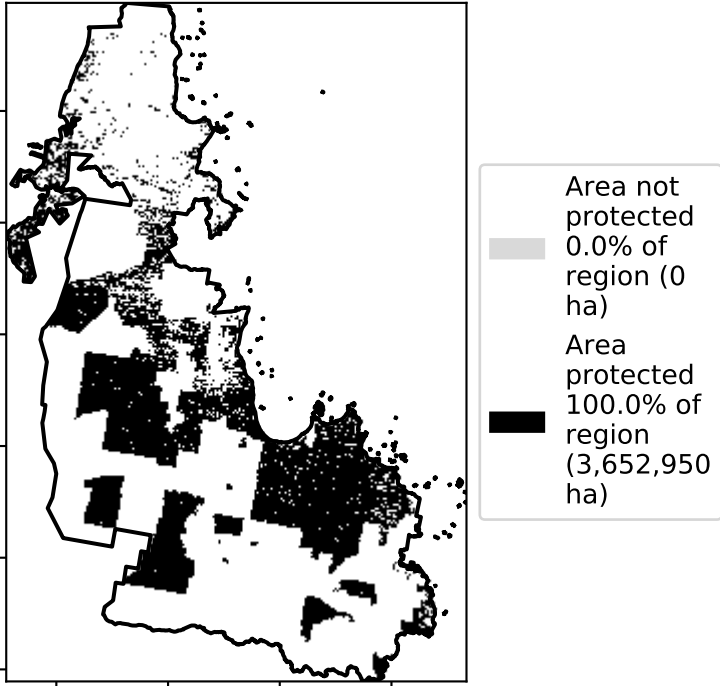 Area not
protected
0.0% of
region (0
ha)
Area
protected
100.0% of
region
(3,652,950
ha)